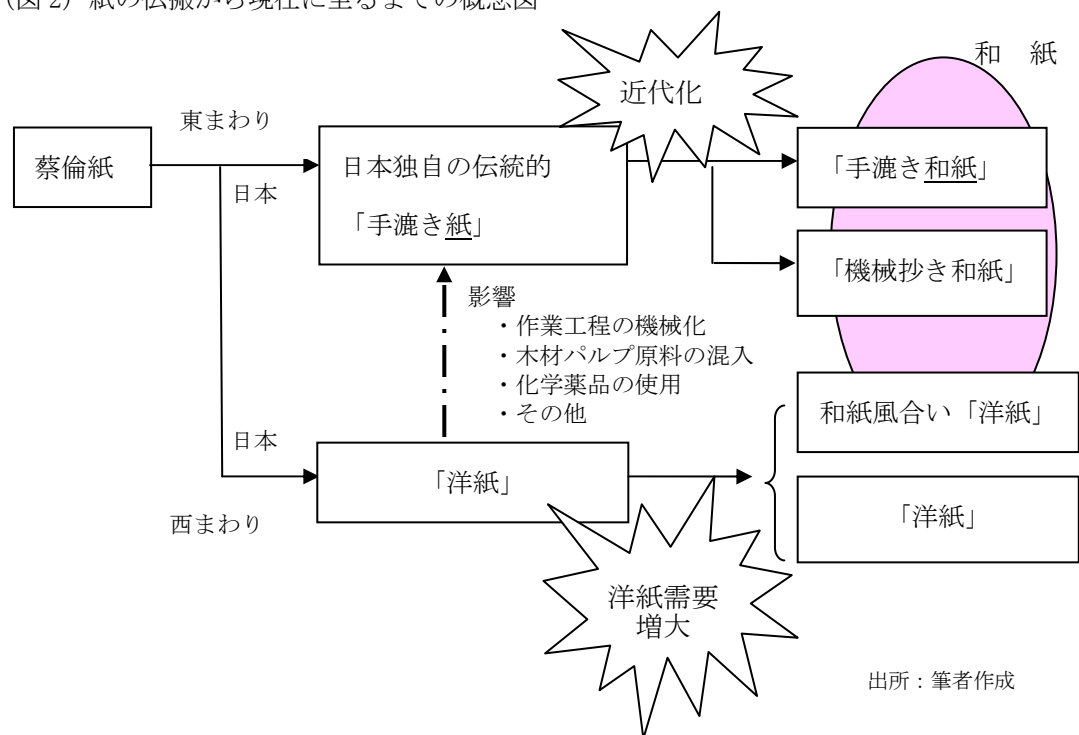 (図 2) 紙の伝搬から現在に至るまでの概念図
和 紙
近代化
東まわり
蔡倫紙
日本
日本独自の伝統的
「手漉き紙」
「手漉き和紙」
「機械抄き和紙」
影響
・作業工程の機械化
・木材パルプ原料の混入
・化学薬品の使用
・その他
和紙風合い「洋紙」
日本
「洋紙」
「洋紙」
西まわり
洋紙需要
増大
出所：筆者作成